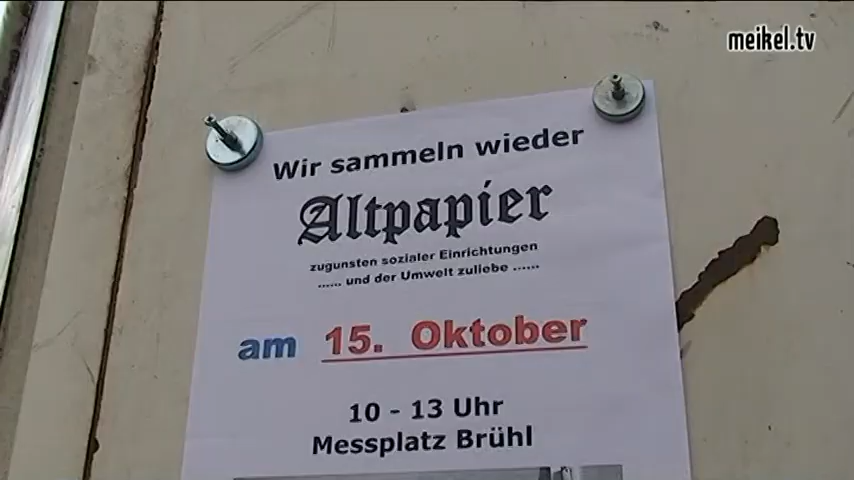 meikel.tv
Wir sammeln wieder
Altpapier
zugunsten sozialer Einrichtungen
...... und der Umwelt zuliebe ......
am 15. Oktober
10 - 13 Uhr
Messplatz Brühl